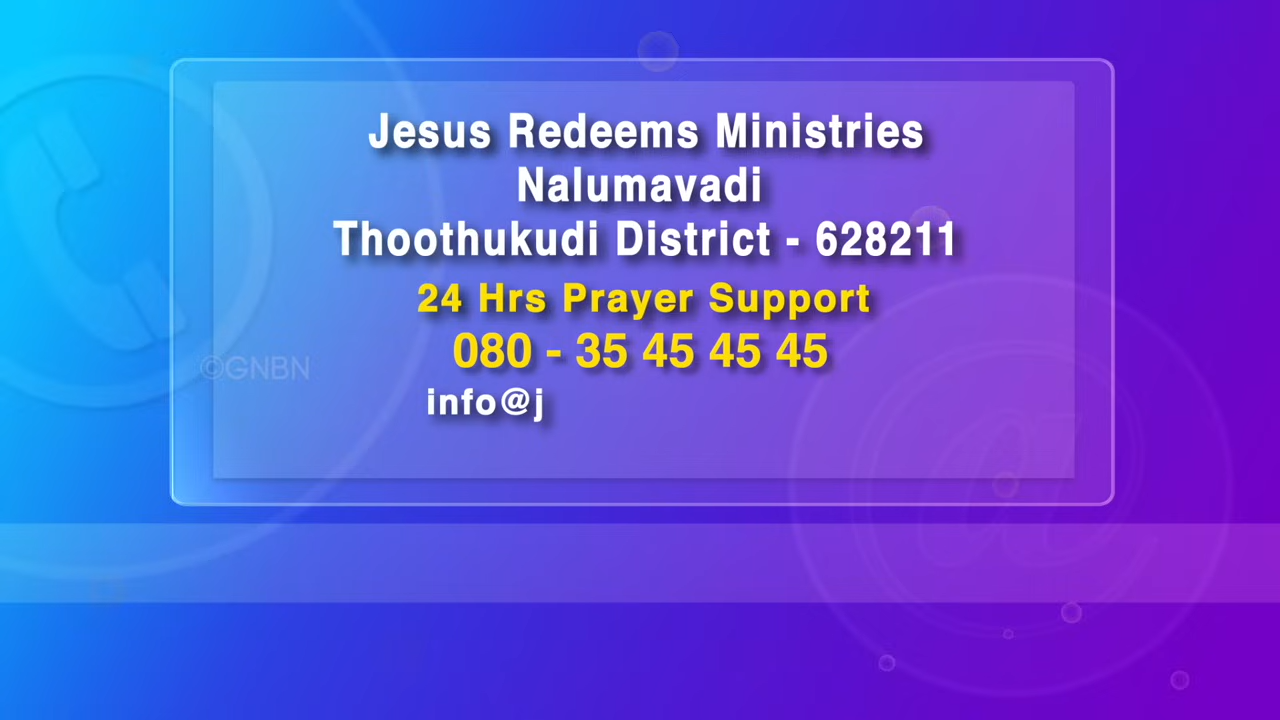 Jesus Redeems Ministries
Nalumavadi
Thoothukudi District - 628211
24 Hrs Prayer Support
080 - 35 45 45 45
©GNBN
info@j